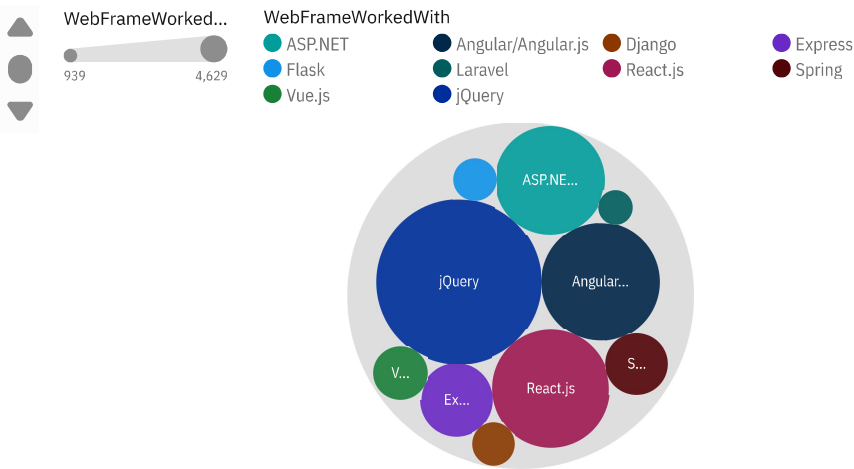 WebFrameWorked...
939
4,629
WebFrameWorkedWith
ASP.NET
Angular/Angular.js
Django
Express
Flask
Laravel
React.js
Spring
Vue.js
jQuery
ASP.NE...
jQuery
Angular...
V...
Ex...
React.js
S...